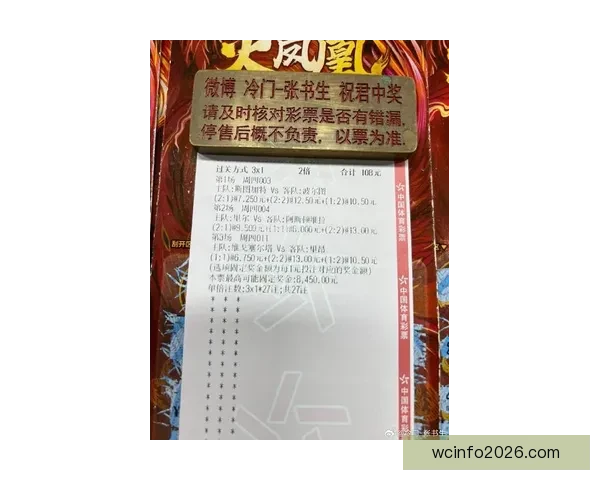 火凤凰
微博 冷门-张书生 祝君中奖
请及时核对彩票是否有错漏,
停售后概不负责, 以票为准.
过关方式 3x1 2倍 合计 108元
第1场 周四003
主队:斯图加特 Vs 客队:波尔图
(2:1)@7.250元+(2:2)@12.50元+(1:2)@10.50元
第2场 周四004
主队:里尔 Vs 客队:阿斯顿维拉
(2:1)@8.500元+(1:1)@6.000元+(2:2)@13.00元
第3场 周四011
主队:维戈塞尔塔 Vs 客队:里昂
(1:1)@6.750元+(2:2)@13.00元+(1:2)@10.50元
(选项固定奖金额为每1元投注对应的奖金额)
本票最高可能固定奖金:8,450.00元
单倍注数:3x1*27注;共27注
中国体育彩票
中国体育彩票
中国体育彩票
刮开区
张书生
wcinfo2026.com